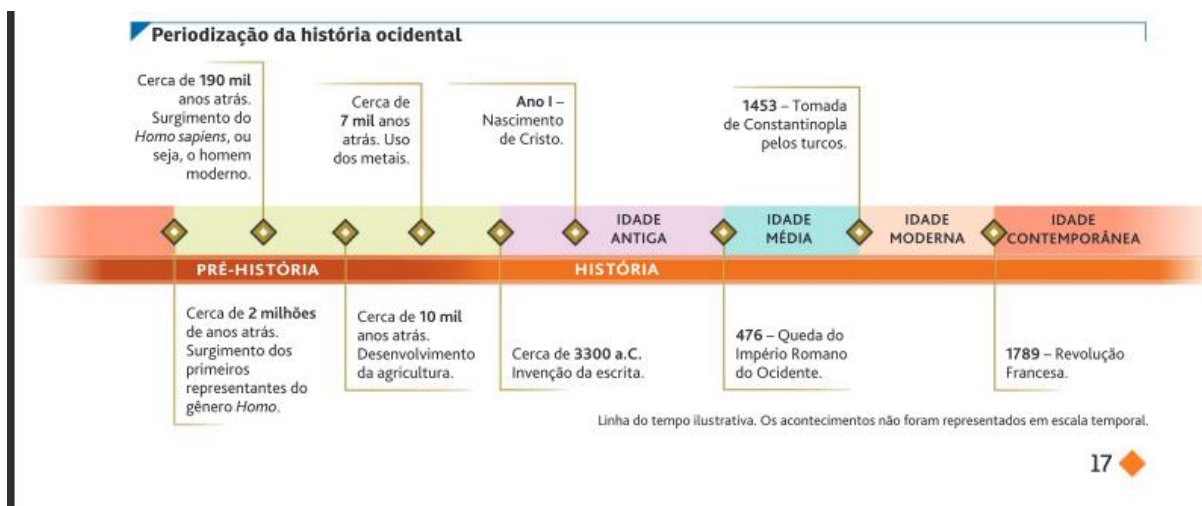 Periodização da história ocidental
Cerca de 190 mil
anos atrás.
Surgimento do
Homo sapiens, ou
seja, o homem
moderno.
Cerca de
7 mil anos
atrás. Uso
dos metais.
Ano I –
Nascimento
de Cristo.
1453 – Tomada
de Constantinopla
pelos turcos.
IDADE
ANTIGA
IDADE
MÉDIA
IDADE
MODERNA
IDADE
CONTEMPORÂNEA
PRÉ-HISTÓRIA
HISTÓRIA
Cerca de 2 milhões
de anos atrás.
Surgimento dos
primeiros
representantes do
gênero Homo.
Cerca de 10 mil
anos atrás.
Desenvolvimento
da agricultura.
Cerca de 3300 a.C.
Invenção da escrita.
476 – Queda do
Império Romano
do Ocidente.
1789 – Revolução
Francesa.
Linha do tempo ilustrativa. Os acontecimentos não foram representados em escala temporal.
17